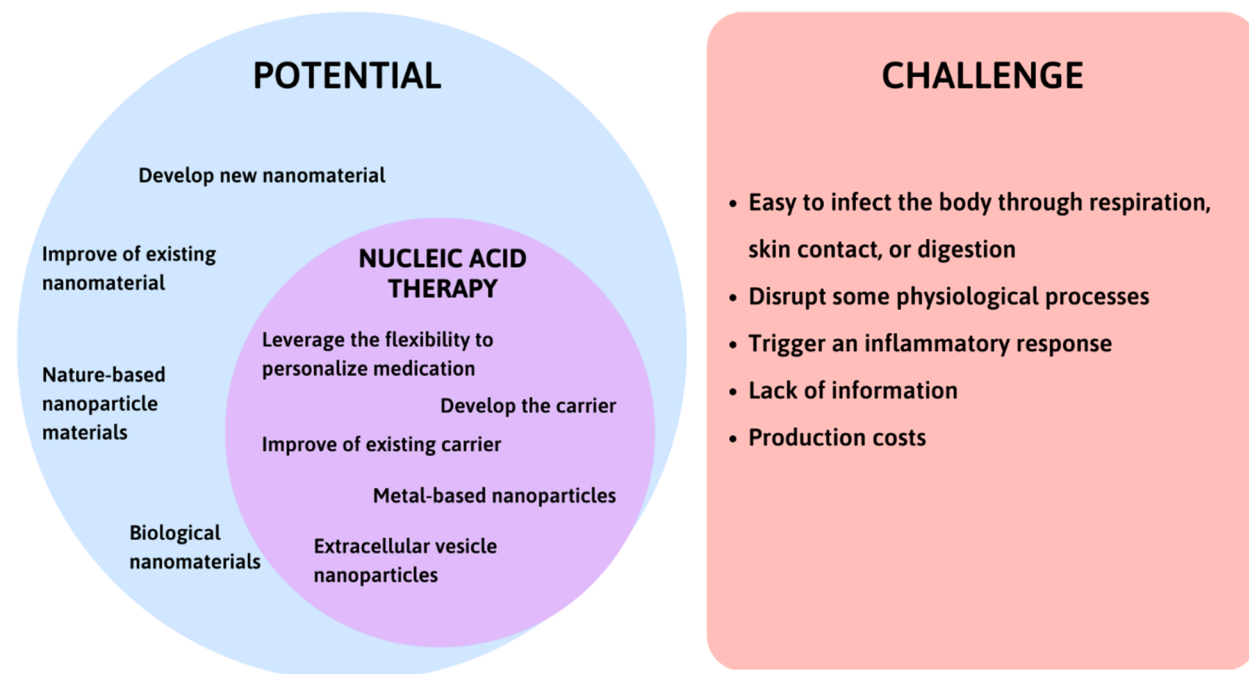 POTENTIAL
Develop new nanomaterial
Improve of existing
nanomaterial
Nature-based
nanoparticle
materials
Biological
nanomaterials
NUCLEIC ACID
THERAPY
Leverage the flexibility to
personalize medication
Develop the carrier
Improve of existing carrier
Metal-based nanoparticles
Extracellular vesicle
nanoparticles
CHALLENGE
• Easy to infect the body through respiration,
skin contact, or digestion
• Disrupt some physiological processes
• Trigger an inflammatory response
• Lack of information
• Production costs